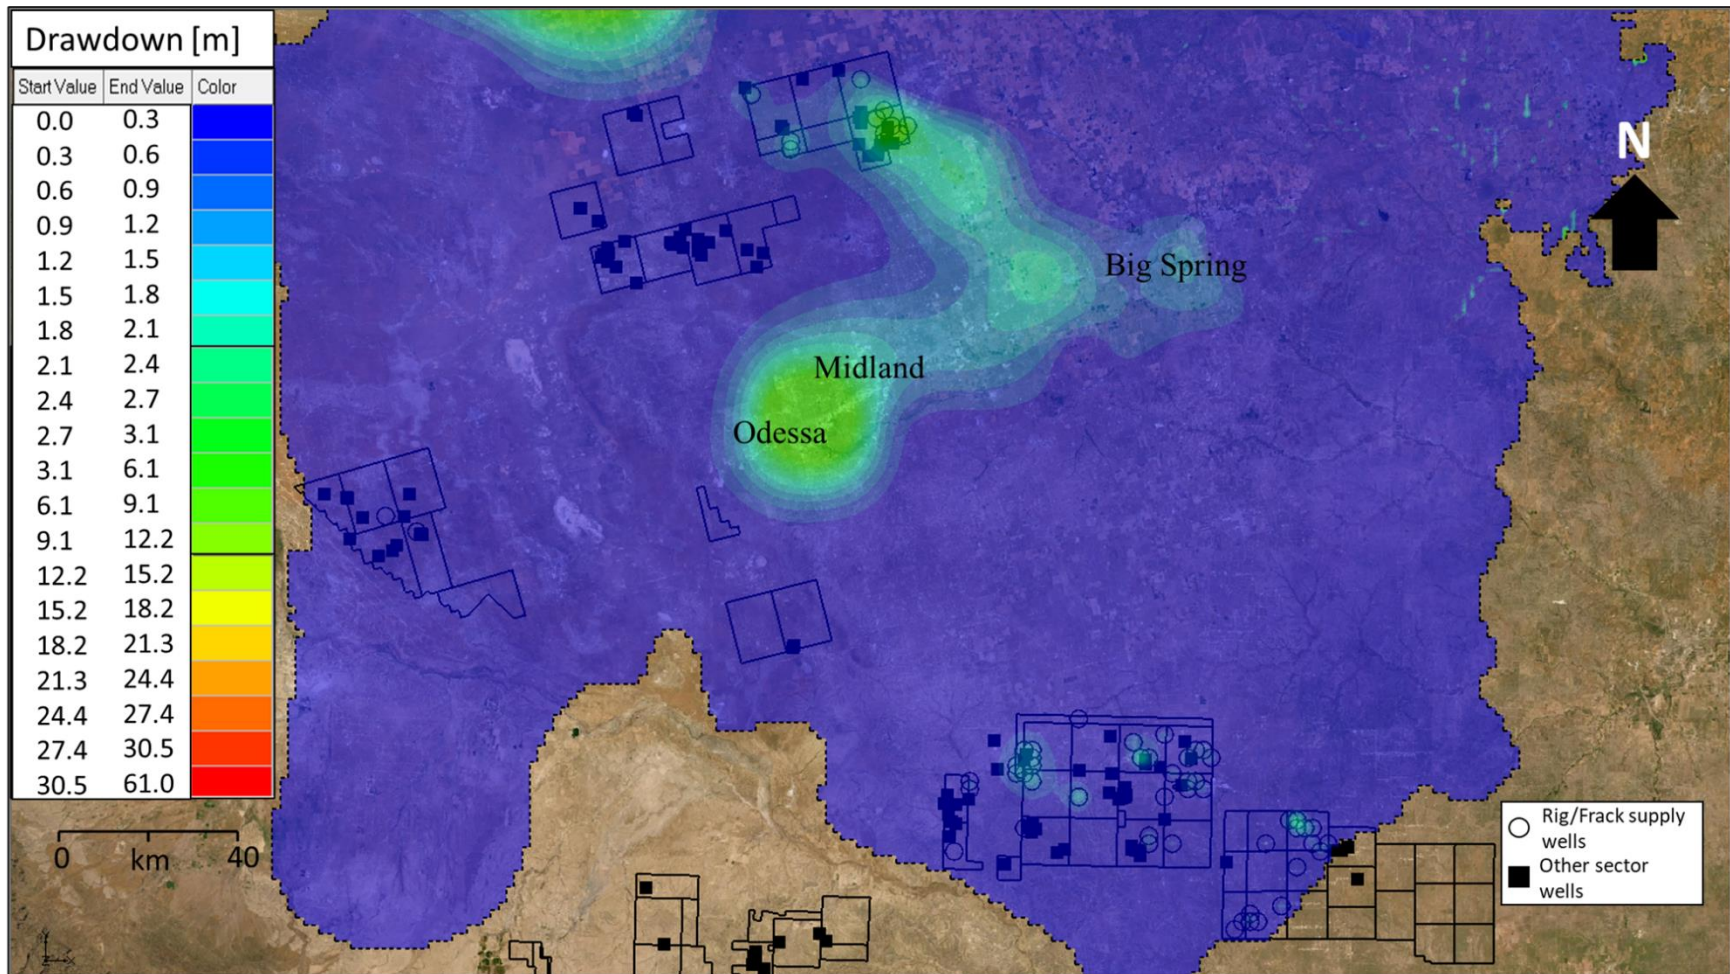 Drawdown [m]
Start Value End Value Color
0.0 0.3
0.3 0.6
0.6 0.9
0.9 1.2
1.2 1.5
1.5 1.8
1.8 2.1
2.1 2.4
2.4 2.7
2.7 3.1
3.1 6.1
6.1 9.1
9.1 12.2
12.2 15.2
15.2 18.2
18.2 21.3
21.3 24.4
24.4 27.4
27.4 30.5
30.5 61.0
N
Big Spring
Midland
Odessa
0 km 40
Rig/Frack supply
wells
Other sector
wells